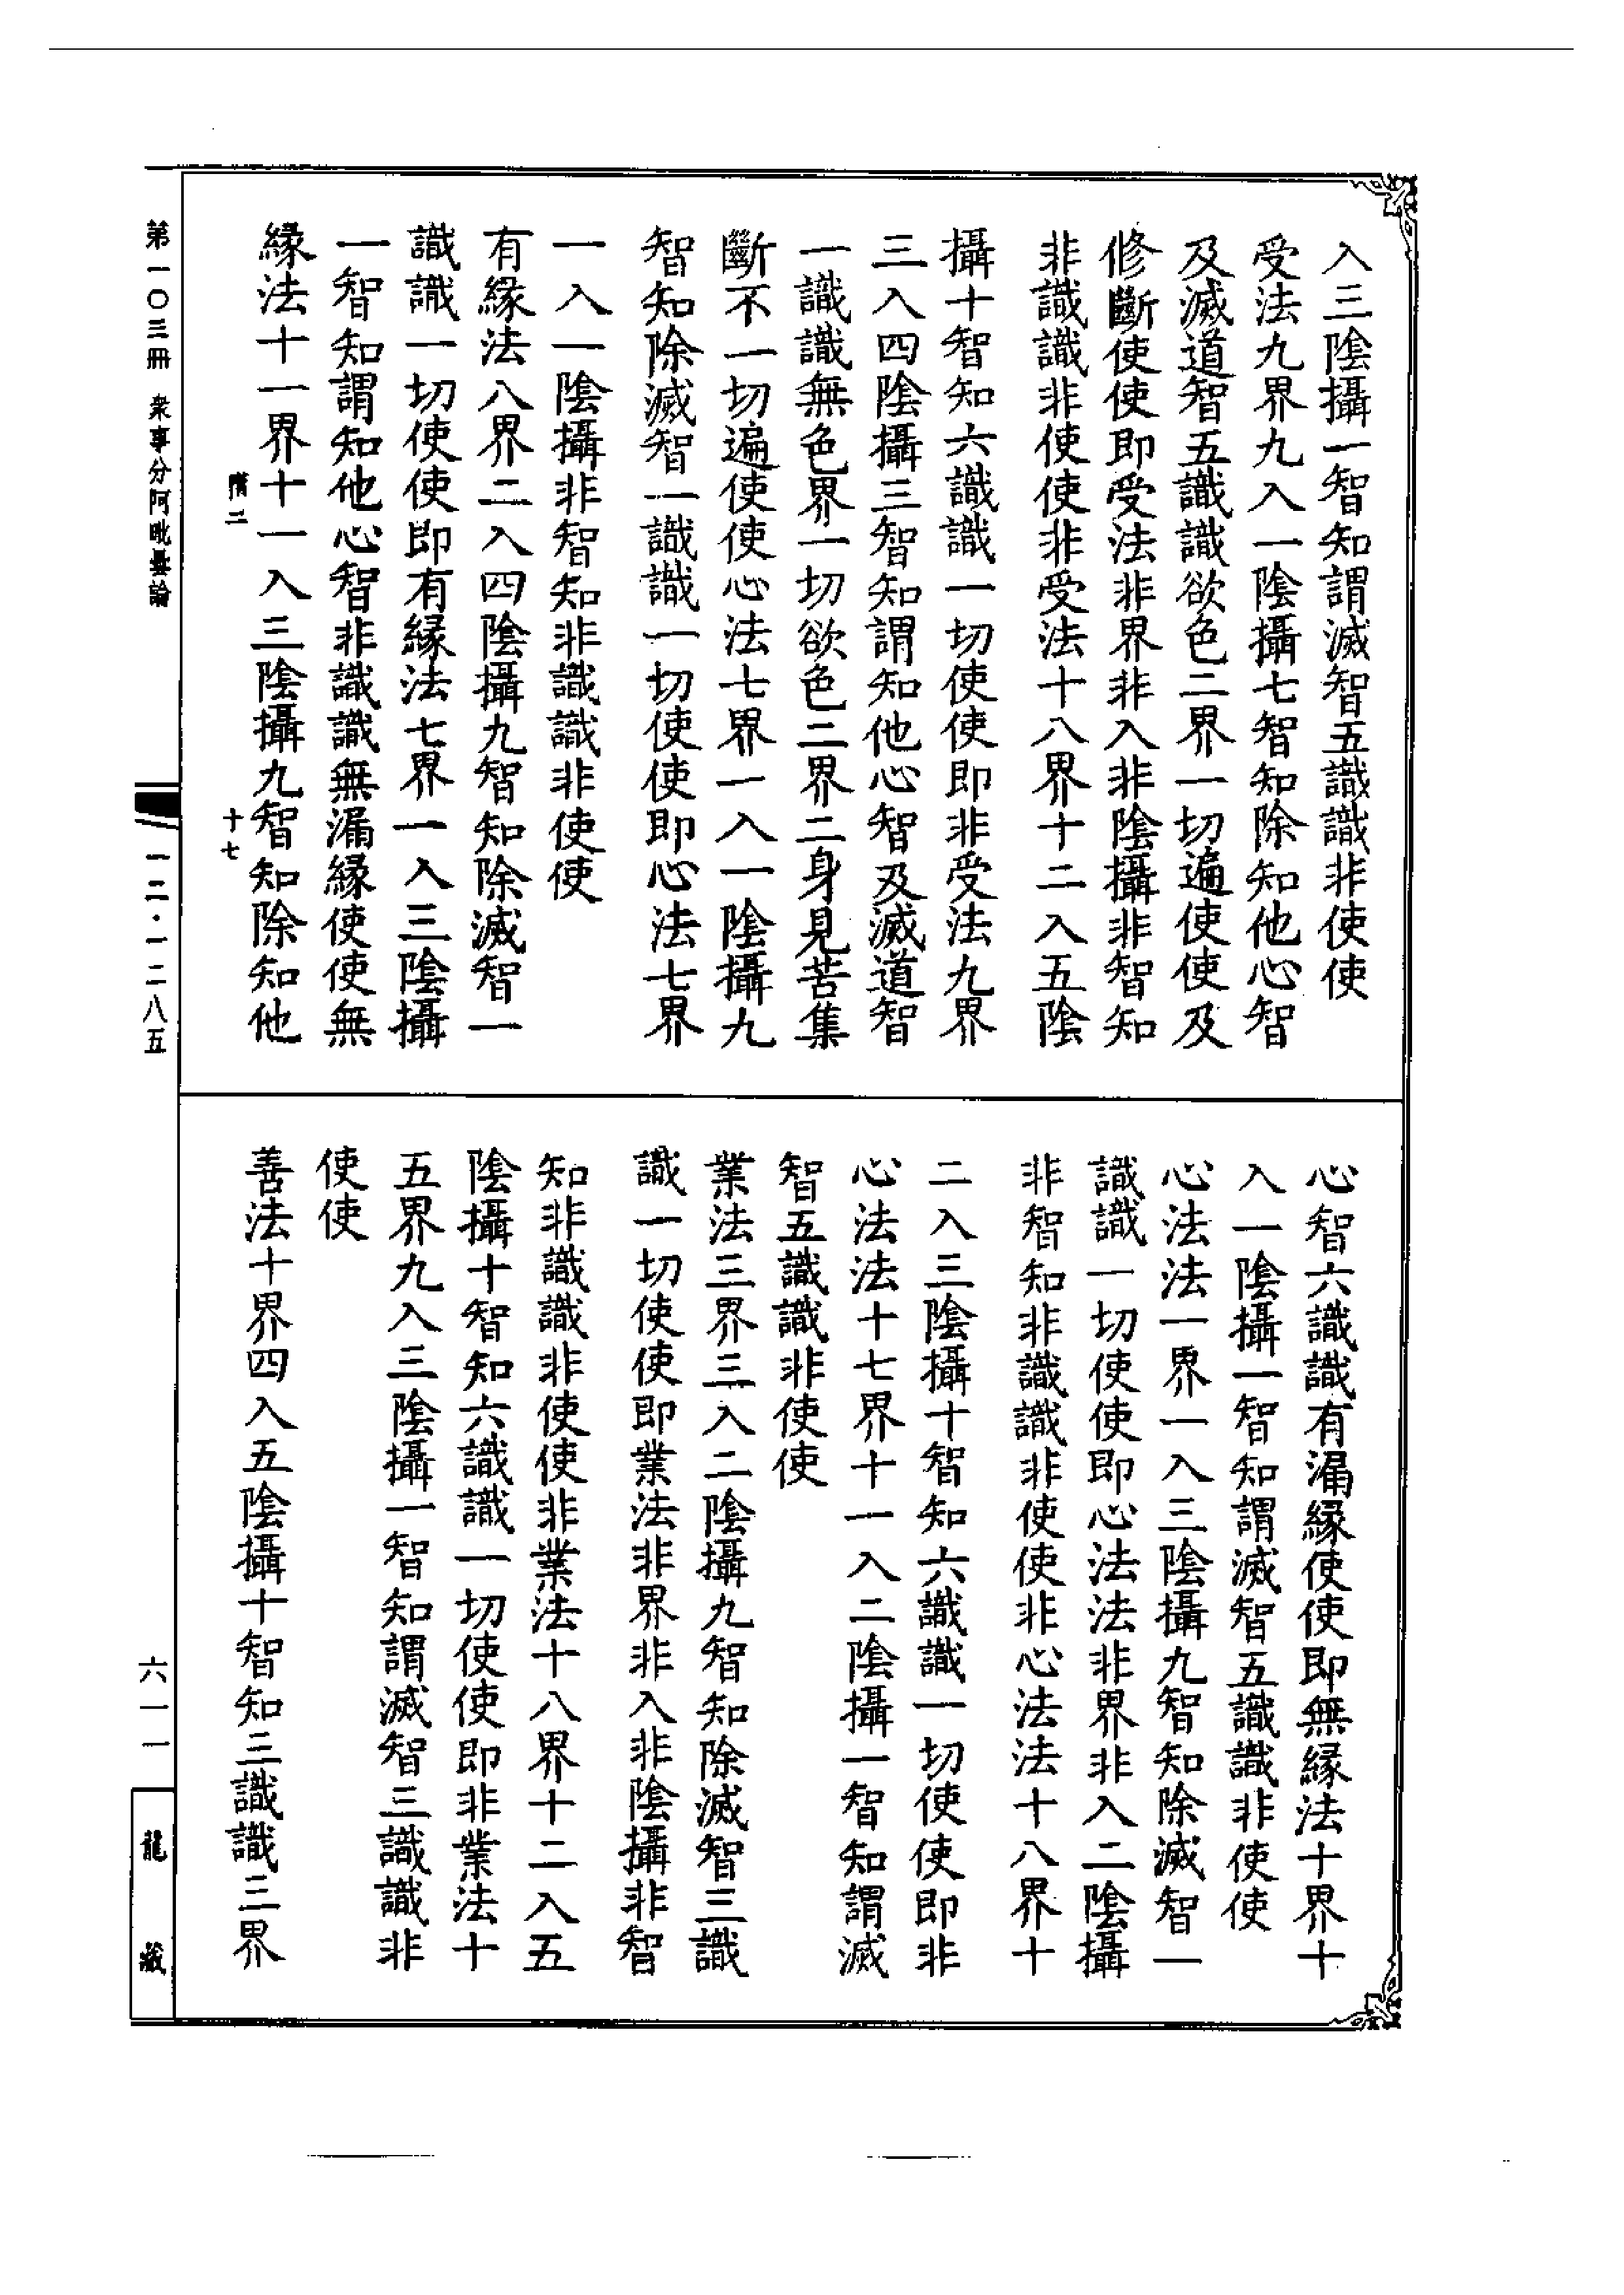 入三陰攝一智知謂滅智五識識非使使
受法九界九入一陰攝七智知除知他心智
及滅道智五識識欲色二界一切遍使使及
修斷使使即受法非界非入非陰攝非智知
非識識非使使非受法十八界十二入五陰
攝十智知六識識一切使使即非受法九界
三入四陰攝三智知謂知他心智及滅道智
一識識無色界一切欲色二界二身見苦集
斷不一切遍使使心法七界一入一陰攝九
智知除滅智一識識一切使使即心法七界
一入一陰攝非智知非識識非使使
有緣法八界二入四陰攝九智知除滅智一
識識一切使使即有緣法七界一入三陰攝
一智知謂知他心智非識識無漏緣使使無
緣法十一界十一入三陰攝九智知除知他
隋二 十七
心智六識識有漏緣使使即無緣法十界十
入一陰攝一智知謂滅智五識識非使使
心法法一界一入三陰攝九智知除滅智一
識識一切使使即心法法非界非入二陰攝
非智知非識識非使使非心法法十八界十
二入三陰攝十智知六識識一切使使即非
心法法十七界十一入二陰攝一智知謂滅
智五識識非使使
業法三界三入二陰攝九智知除滅智三識
識一切使使即業法非界非入非陰攝非智
知非識識非使使非業法十八界十二入五
陰攝十智知六識識一切使使即非業法十
五界九入三陰攝一智知謂滅智三識識非
使使
善法十界四入五陰攝十智知三識識三界
第一〇三冊 衆事分阿毗曇論
一二·一二八五
六一一
龍藏